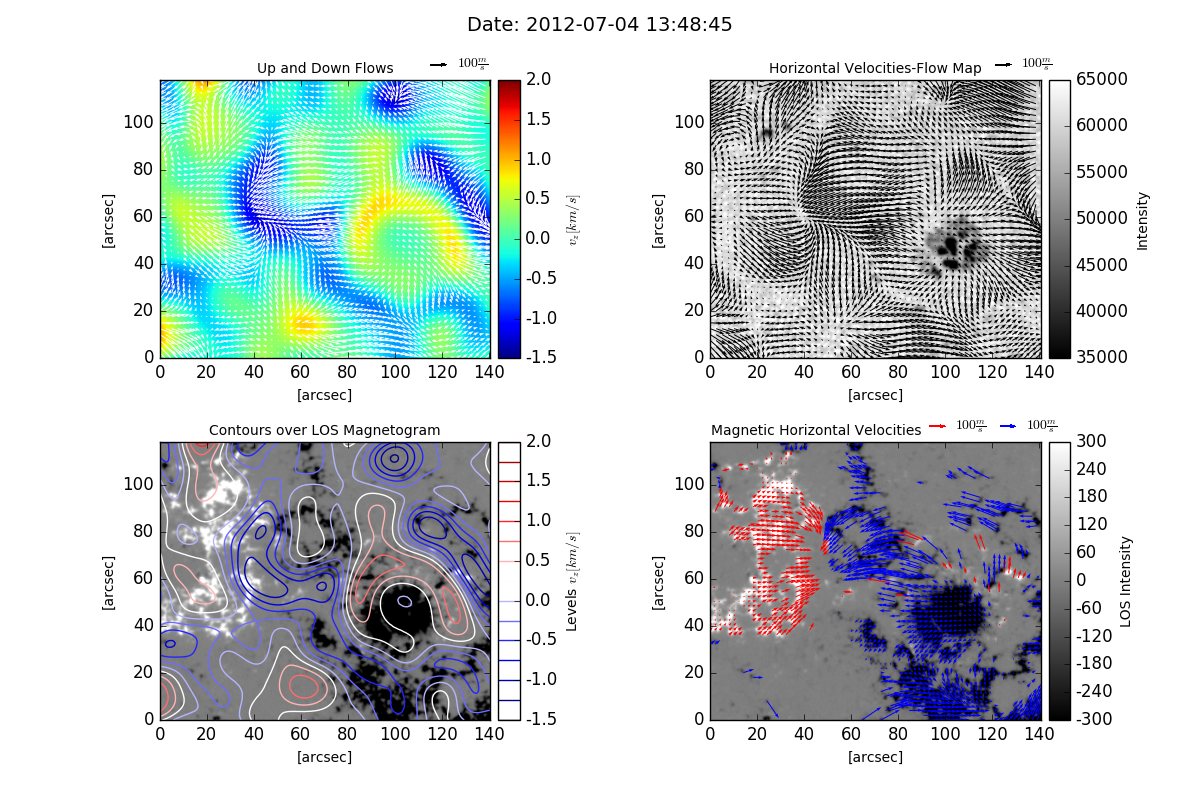 Date: 2012-07-04 13:48:45
Up and Down Flows
100 m/s
100
80
60
40
20
0
[arcsec]
0 20 40 60 80 100 120 140
[arcsec]
2.0
1.5
1.0
0.5
0.0
-0.5
-1.0
-1.5
v_z [km/s]
Horizontal Velocities-Flow Map
100 m/s
100
80
60
40
20
0
[arcsec]
0 20 40 60 80 100 120 140
[arcsec]
65000
60000
55000
50000
45000
40000
35000
Intensity
Contours over LOS Magnetogram
100
80
60
40
20
0
[arcsec]
0 20 40 60 80 100 120 140
[arcsec]
2.0
1.5
1.0
0.5
0.0
-0.5
-1.0
-1.5
Levels v_z [km/s]
Magnetic Horizontal Velocities
100 m/s
100 m/s
100
80
60
40
20
0
[arcsec]
0 20 40 60 80 100 120 140
[arcsec]
300
240
180
120
60
0
-60
-120
-180
-240
-300
LOS Intensity